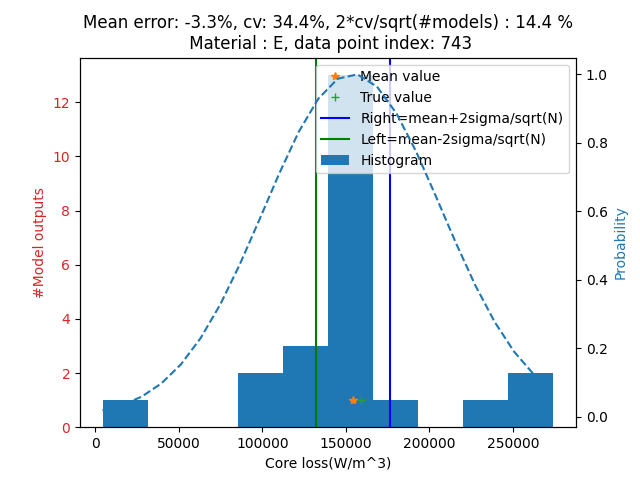 Mean error: -3.3%, cv: 34.4%, 2*cv/sqrt(#models) : 14.4 %
Material : E, data point index: 743
Mean value
True value
Right=mean+2sigma/sqrt(N)
Left=mean-2sigma/sqrt(N)
Histogram
#Model outputs
12
10
8
6
4
2
0
1.0
0.8
0.6
0.4
0.2
0.0
Probability
0
50000
100000
150000
200000
250000
Core loss(W/m^3)